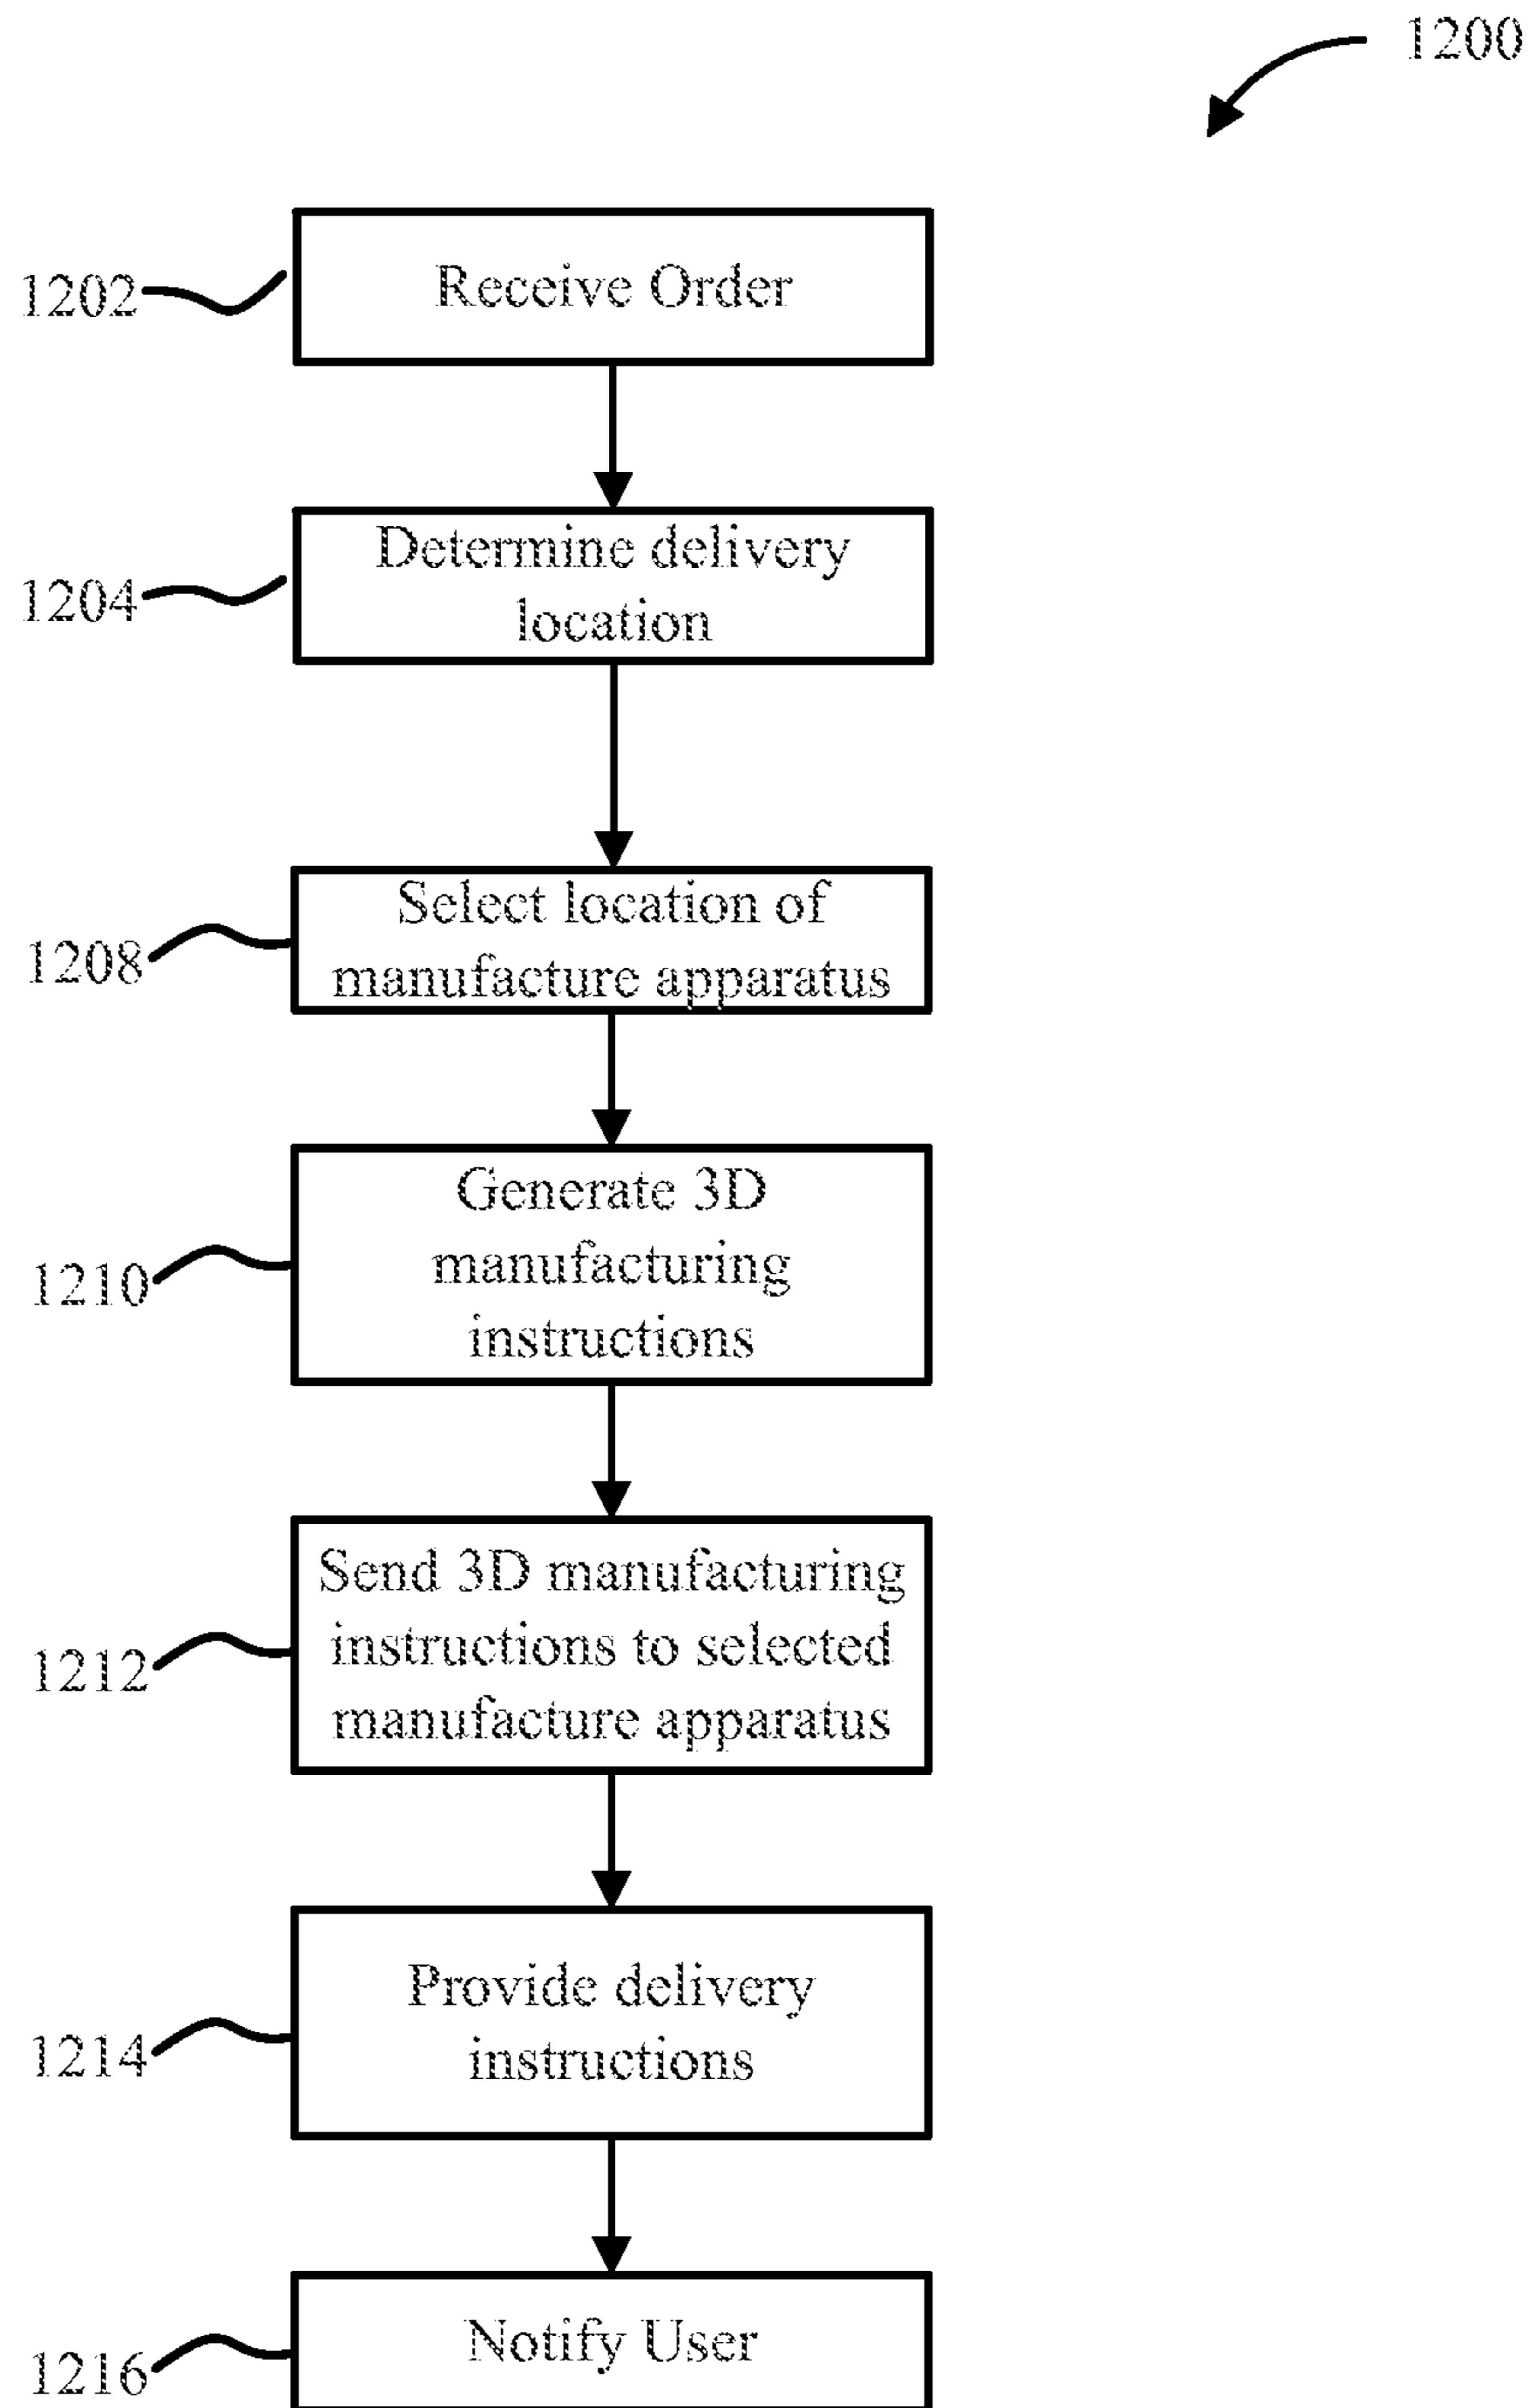 1200
1202
Receive Order
1204
Determine delivery
location
1208
Select location of
manufacture apparatus
1210
Generate 3D
manufacturing
instructions
1212
Send 3D manufacturing
instructions to selected
manufacture apparatus
1214
Provide delivery
instructions
1216
Notify User